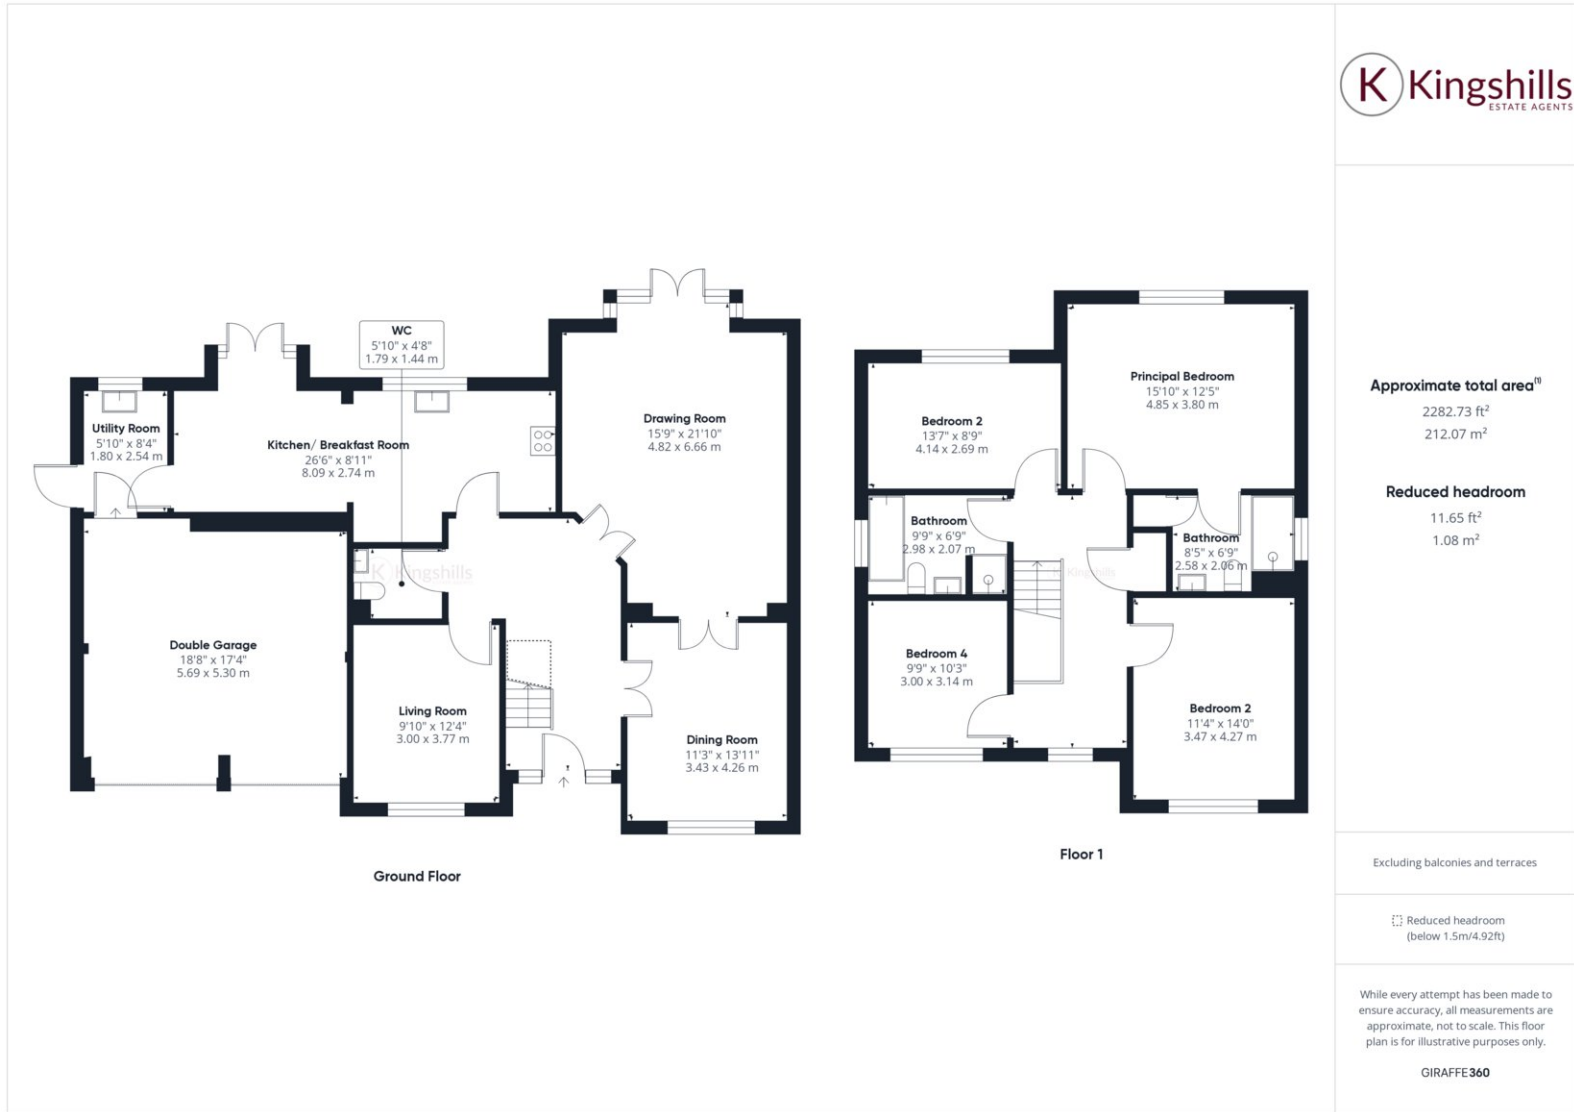 K Kingshills
ESTATE AGENTS
WC
5'10" x 4'8"
1.79 x 1.44 m
Utility Room
5'10" x 8'4"
1.80 x 2.54 m
Kitchen/ Breakfast Room
26'6" x 8'11"
8.09 x 2.74 m
Drawing Room
15'9" x 21'10"
4.82 x 6.66 m
K Kingshills
Double Garage
18'8" x 17'4"
5.69 x 5.30 m
Living Room
9'10" x 12'4"
3.00 x 3.77 m
Dining Room
11'3" x 13'11"
3.43 x 4.26 m
Ground Floor
Principal Bedroom
15'10" x 12'5"
4.85 x 3.80 m
Bedroom 2
13'7" x 8'9"
4.14 x 2.69 m
Bathroom
9'9" x 6'9"
2.98 x 2.07 m
Bathroom
8'5" x 6'9"
2.58 x 2.06 m
K Kingshills
Bedroom 4
9'9" x 10'3"
3.00 x 3.14 m
Bedroom 2
11'4" x 14'0"
3.47 x 4.27 m
Floor 1
Approximate total area(1)
2282.73 ft²
212.07 m²
Reduced headroom
11.65 ft²
1.08 m²
Excluding balconies and terraces
Reduced headroom
(below 1.5m/4.92ft)
While every attempt has been made to
ensure accuracy, all measurements are
approximate, not to scale. This floor
plan is for illustrative purposes only.
GIRAFFE360